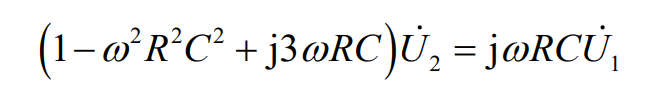 (1 − ω²R²C² + j3ωRC)U̇₂ = jωRCU̇₁